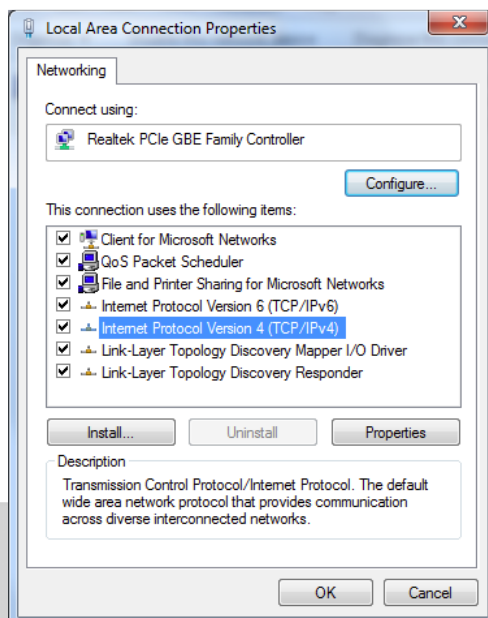 Local Area Connection Properties
Networking
Connect using:
Realtek PCIe GBE Family Controller
Configure...
This connection uses the following items:
Client for Microsoft Networks
QoS Packet Scheduler
File and Printer Sharing for Microsoft Networks
Internet Protocol Version 6 (TCP/IPv6)
Internet Protocol Version 4 (TCP/IPv4)
Link-Layer Topology Discovery Mapper I/O Driver
Link-Layer Topology Discovery Responder
Install... Uninstall Properties
Description
Transmission Control Protocol/Internet Protocol. The default
wide area network protocol that provides communication
across diverse interconnected networks.
OK Cancel